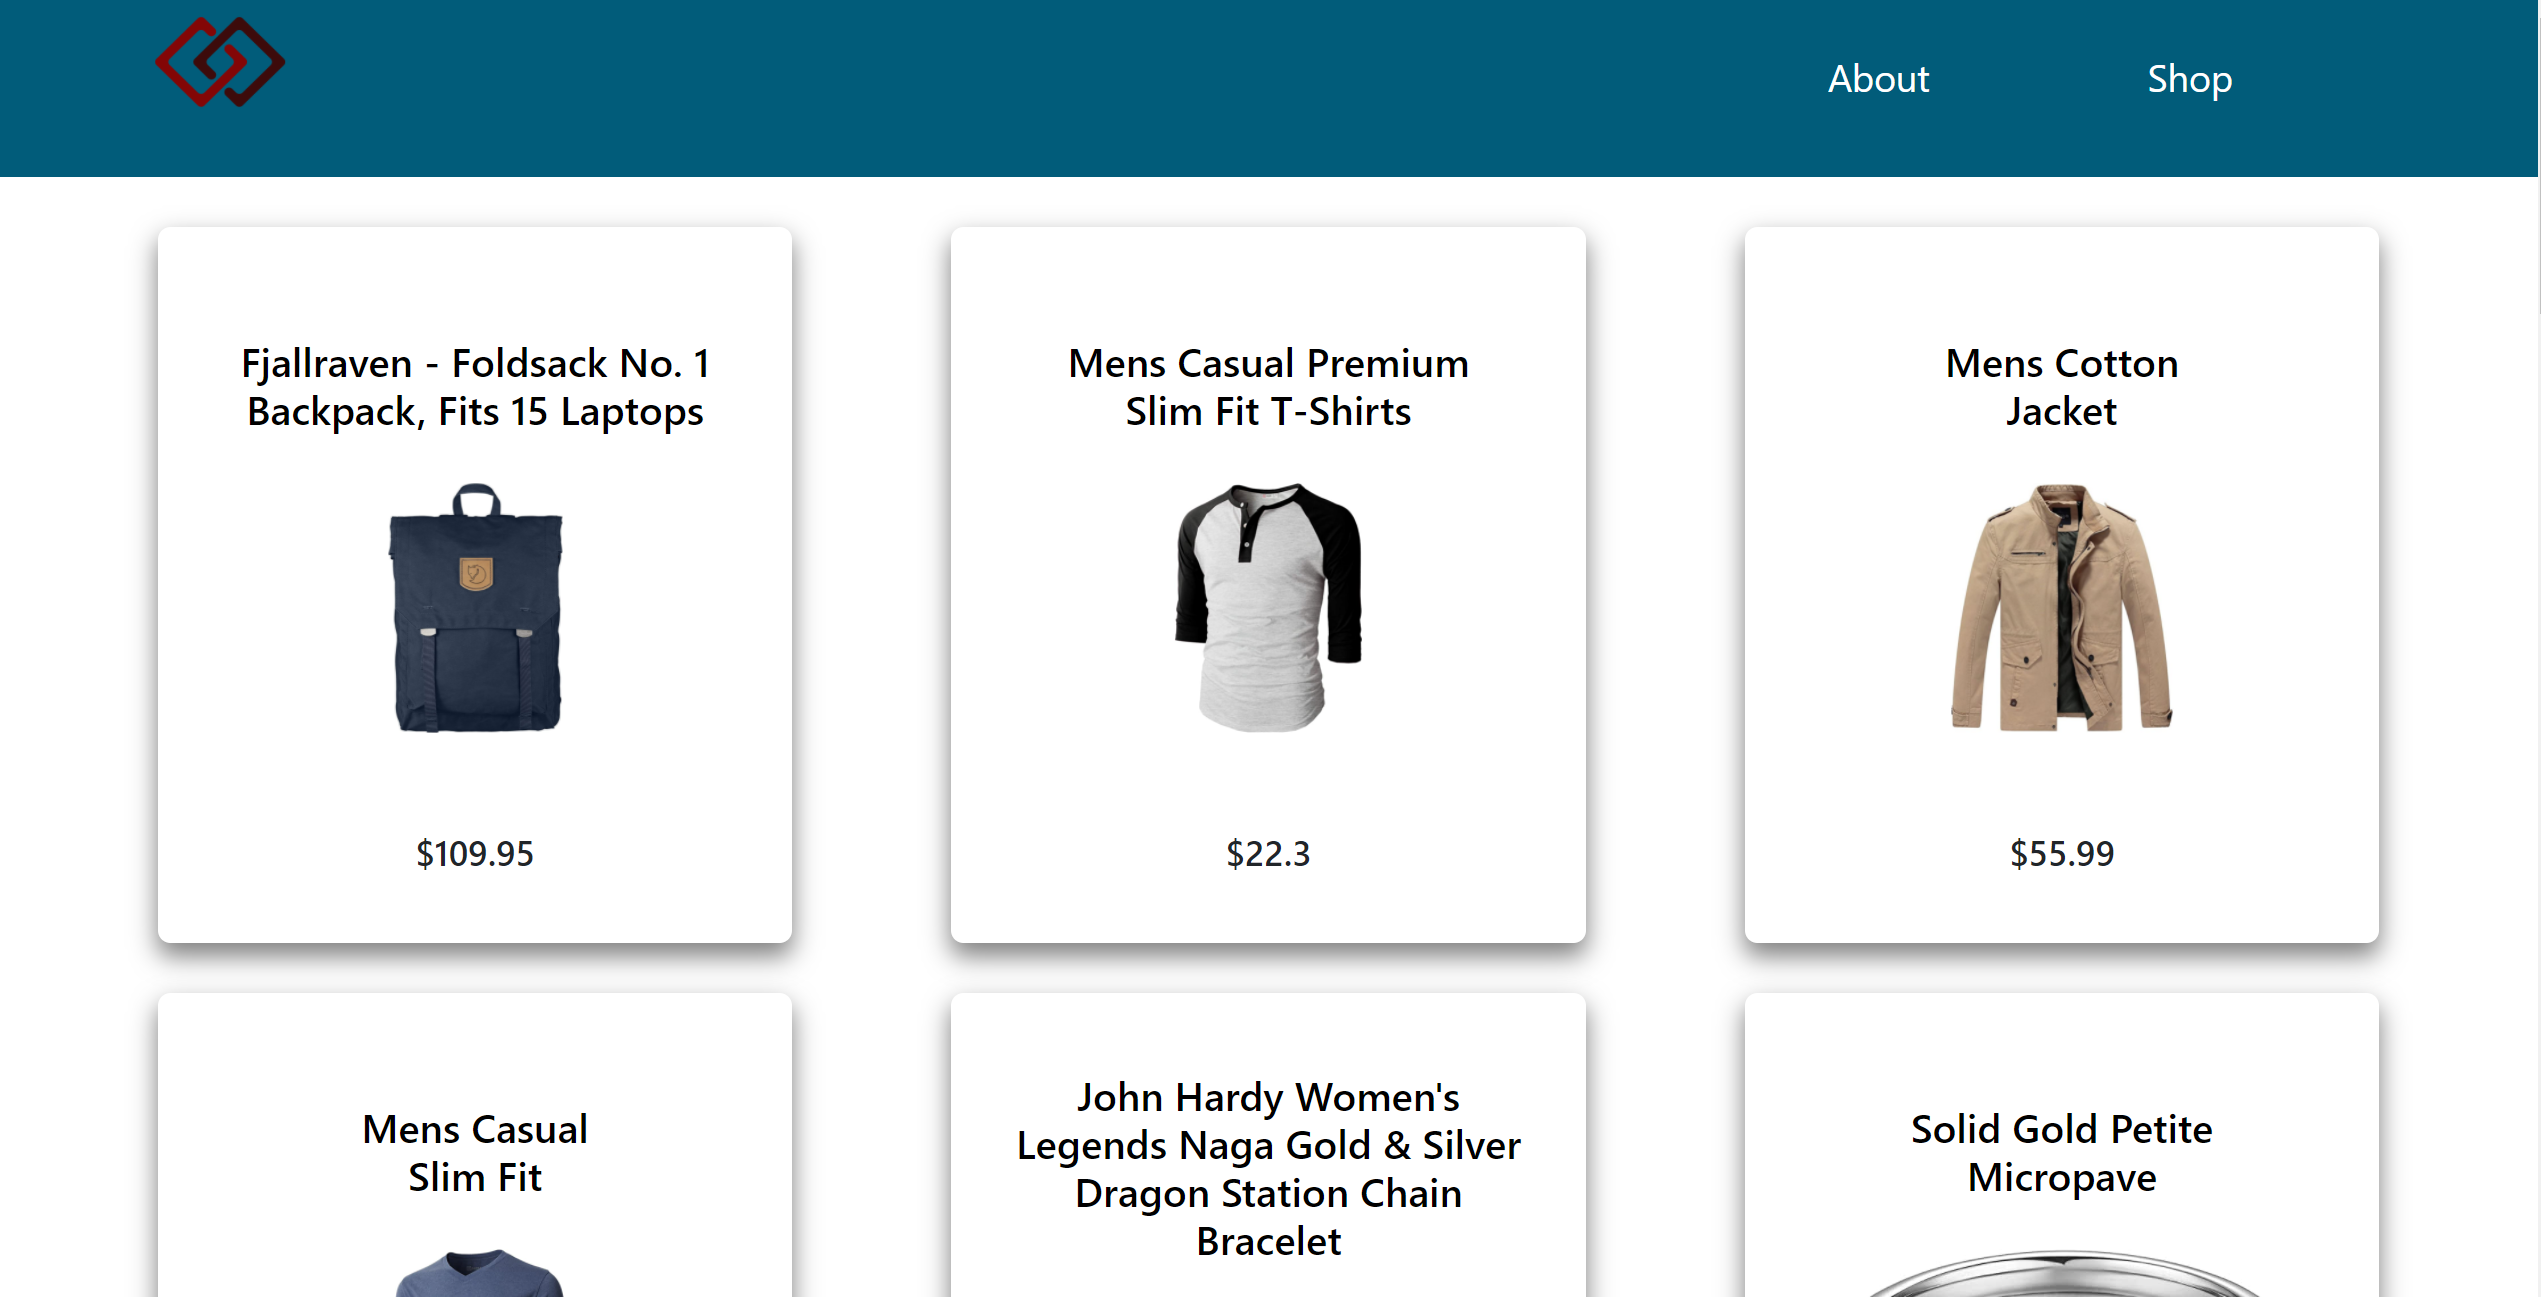 About
Shop
Fjallraven - Foldsack No. 1
Backpack, Fits 15 Laptops
$109.95
Mens Casual Premium
Slim Fit T-Shirts
$22.3
Mens Cotton
Jacket
$55.99
Mens Casual
Slim Fit
John Hardy Women's
Legends Naga Gold & Silver
Dragon Station Chain
Bracelet
Solid Gold Petite
Micropave